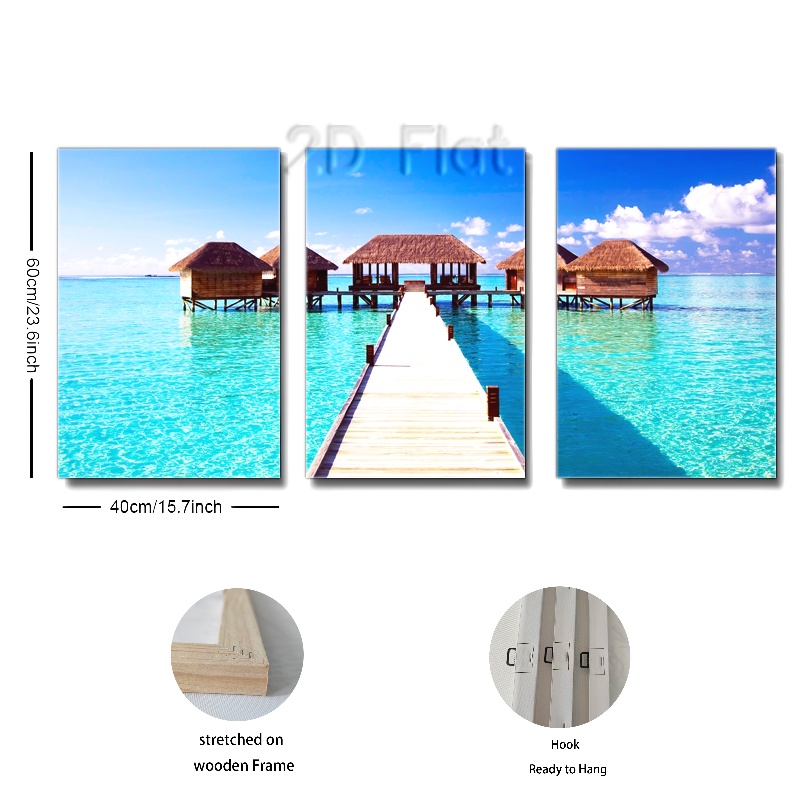 2D Flat
60cm/23.6inch
40cm/15.7inch
stretched on
wooden Frame
Hook
Ready to Hang